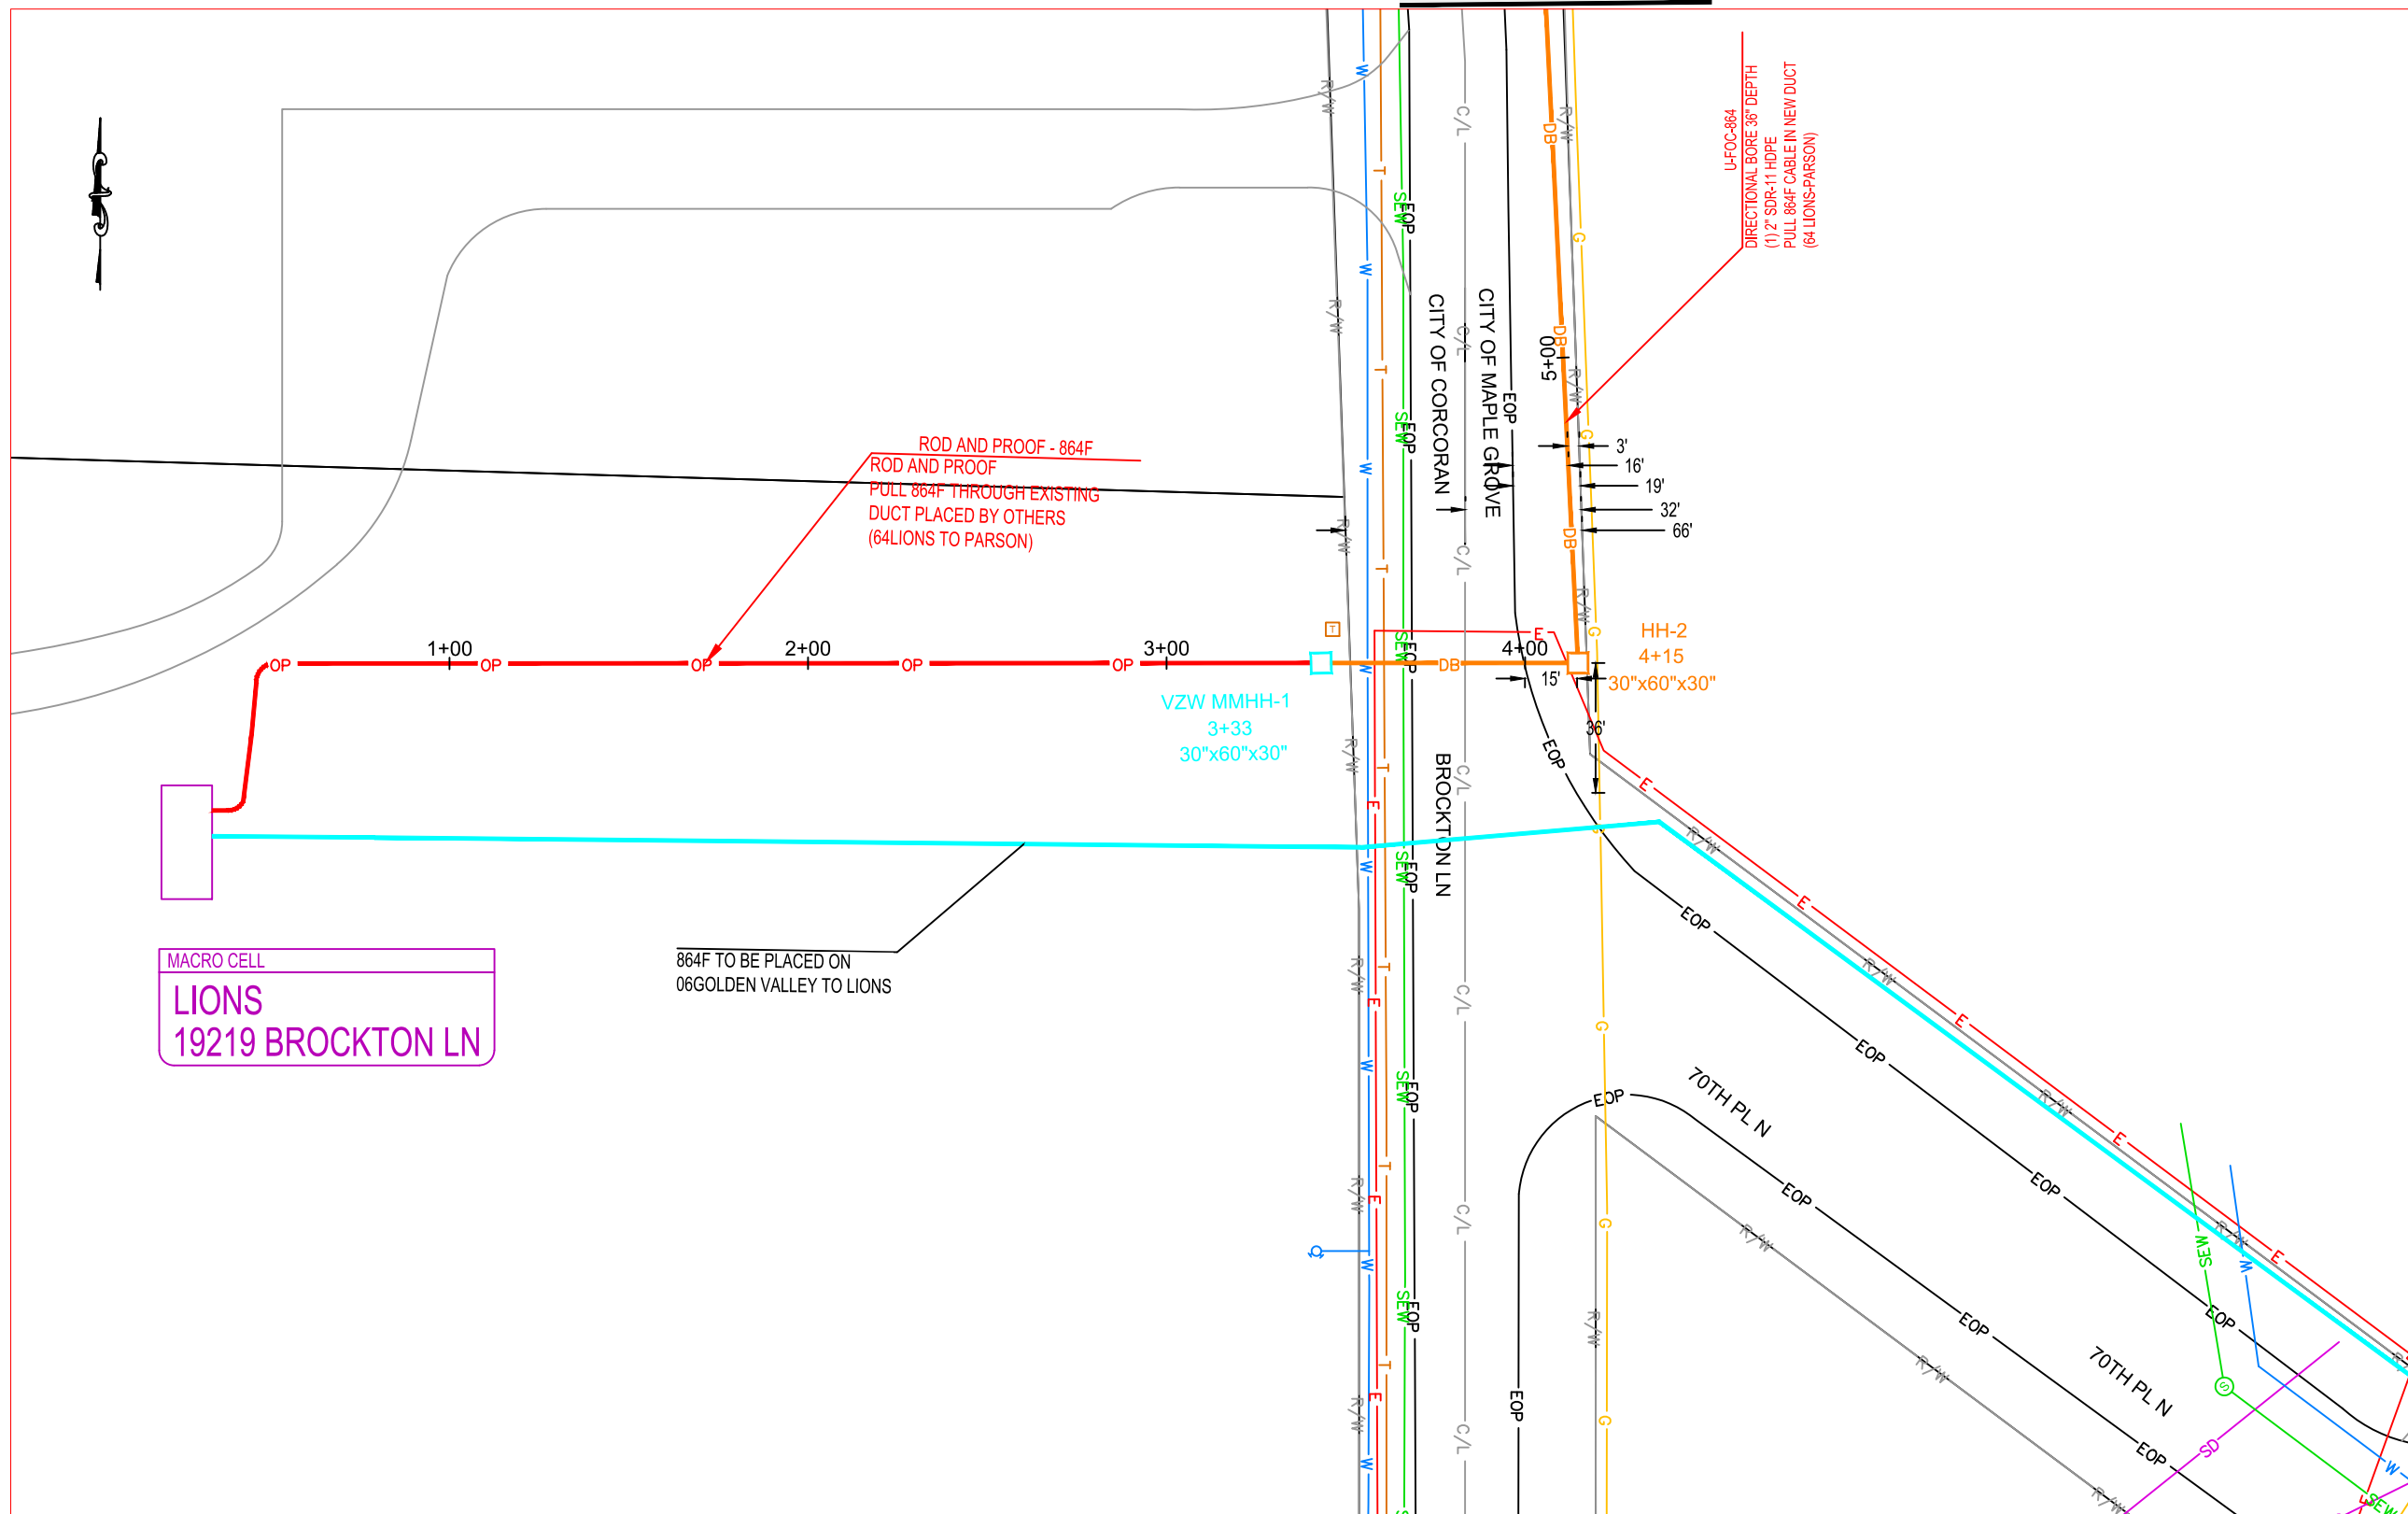 U-FOC-864
DIRECTIONAL BORE 36" DEPTH
(1) 2" SDR-11 HDPE
PULL 864F CABLE IN NEW DUCT
(64 LIONS-PARSON)
R/W
W
T
SEW
EOP
C/L
DB
R/W
G
CITY OF CORCORAN
CITY OF MAPLE GROVE
5+00
3'
16'
19'
32'
66'
ROD AND PROOF - 864F
ROD AND PROOF
PULL 864F THROUGH EXISTING
DUCT PLACED BY OTHERS
(64LIONS TO PARSON)
1+00
2+00
3+00
4+00
OP
OP
OP
OP
OP
T
DB
E
15'
36'
HH-2
4+15
30"x60"x30"
VZW MMHH-1
3+33
30"x60"x30"
BROCKTON LN
MACRO CELL
LIONS
19219 BROCKTON LN
864F TO BE PLACED ON
06GOLDEN VALLEY TO LIONS
70TH PL N
70TH PL N
EOP
R/W
E
SEW
W
S
SD